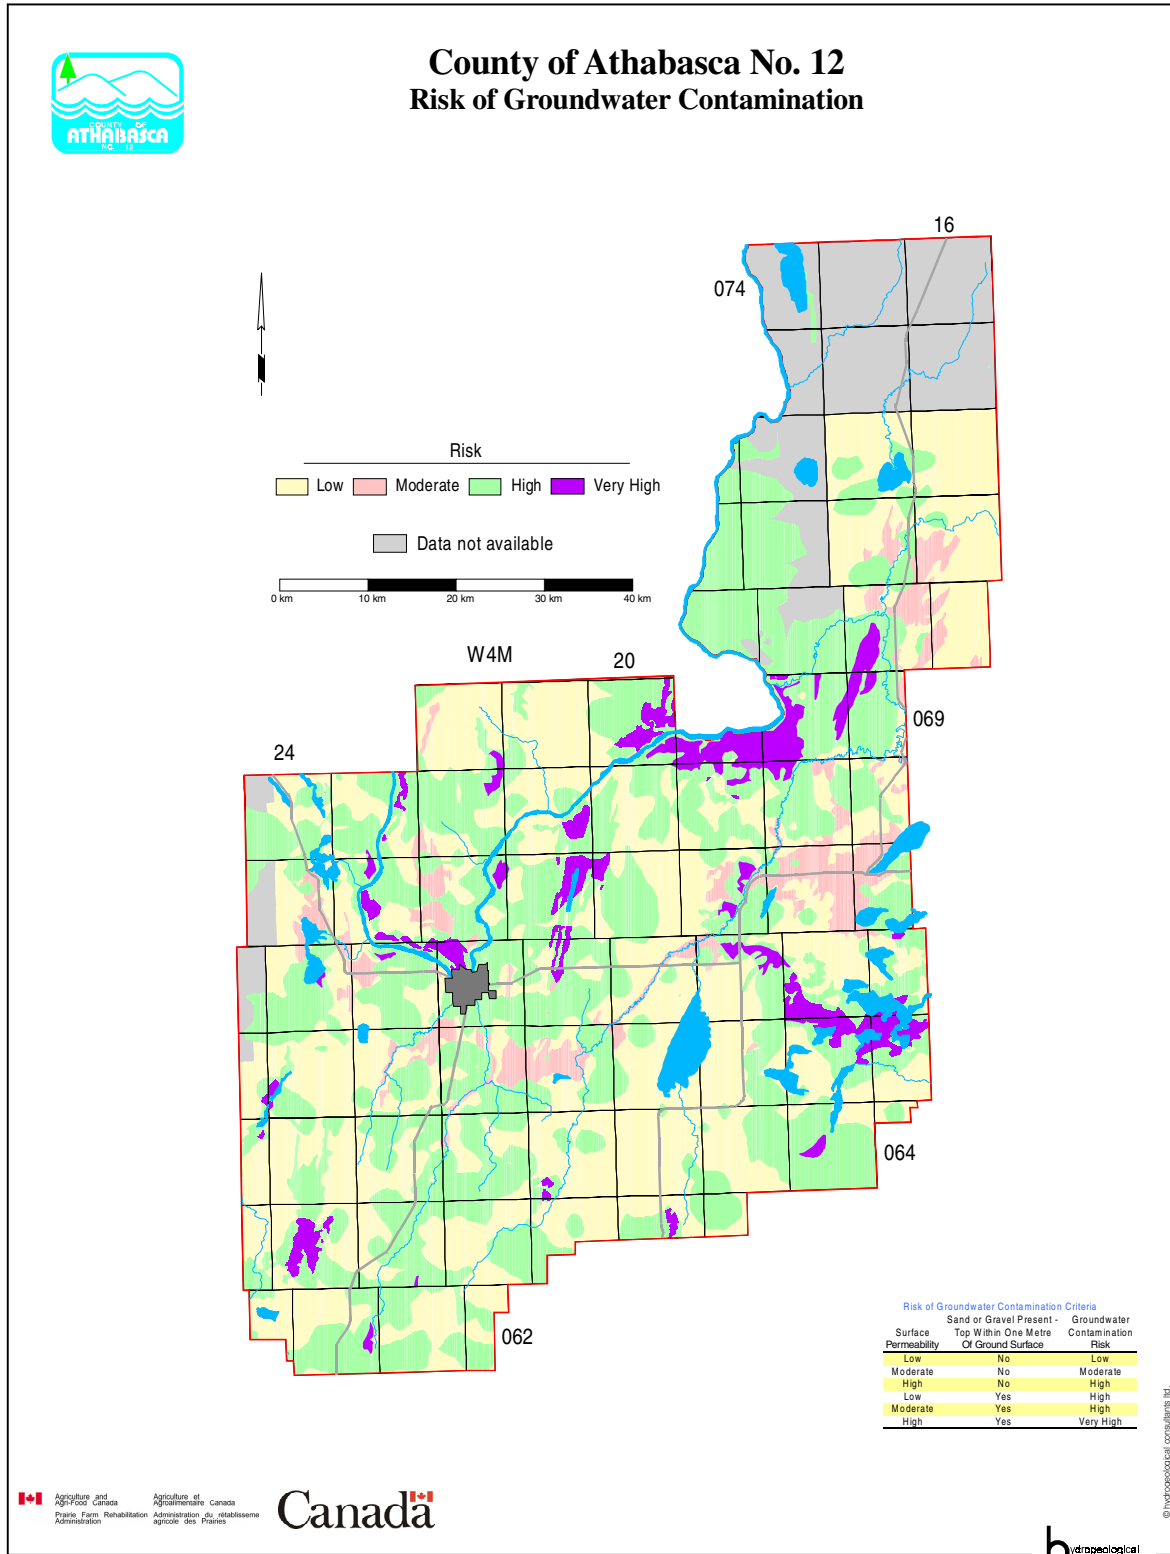 County of Athabasca No. 12
Risk of Groundwater Contamination
COUNTY OF
ATHABASCA
NO. 12
16
074
Risk
Low Moderate High Very High
Data not available
0 km 10 km 20 km 30 km 40 km
W4M
20
069
24
064
062
Risk of Groundwater Contamination Criteria
Sand or Gravel Present - Groundwater
Surface Top Within One Metre Contamination
Permeability Of Ground Surface Risk
Low No Low
Moderate No Moderate
High No High
Low Yes High
Moderate Yes High
High Yes Very High
© hydrogeological consultants ltd.
Agriculture and Agriculture et
Agri-Food Canada Agroalimentaire Canada
Prairie Farm Rehabilitation Administration du rétablisseme
Administration agricole des Prairies
Canada
hydrogeological